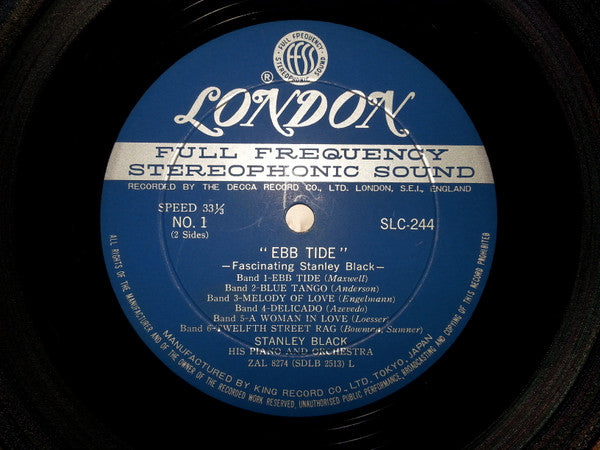 FULL FREQUENCY
FFSS
STEREOPHONIC SOUND
®
LONDON
FULL FREQUENCY
STEREOPHONIC SOUND
RECORDED BY THE DECCA RECORD CO., LTD. LONDON, S.E.I., ENGLAND
SPEED 33⅓
NO. 1
(2 Sides)
SLC-244
"EBB TIDE"
—Fascinating Stanley Black—
Band 1-EBB TIDE (Maxwell)
Band 2-BLUE TANGO (Anderson)
Band 3-MELODY OF LOVE (Engelmann)
Band 4-DELICADO (Azevedo)
Band 5-A WOMAN IN LOVE (Loesser)
Band 6-TWELFTH STREET RAG (Bowmen, Sumner)
STANLEY BLACK
HIS PIANO AND ORCHESTRA
ZAL 8274 (SDLB 2513) L
MANUFACTURED BY KING RECORD CO., LTD, TOKYO, JAPAN
ALL RIGHTS OF THE MANUFACTURER AND OF THE OWNER OF THE RECORDED WORK RESERVED, UNAUTHORISED PUBLIC PERFORMANCE, BROADCASTING AND COPYING OF THIS RECORD PROHIBITED